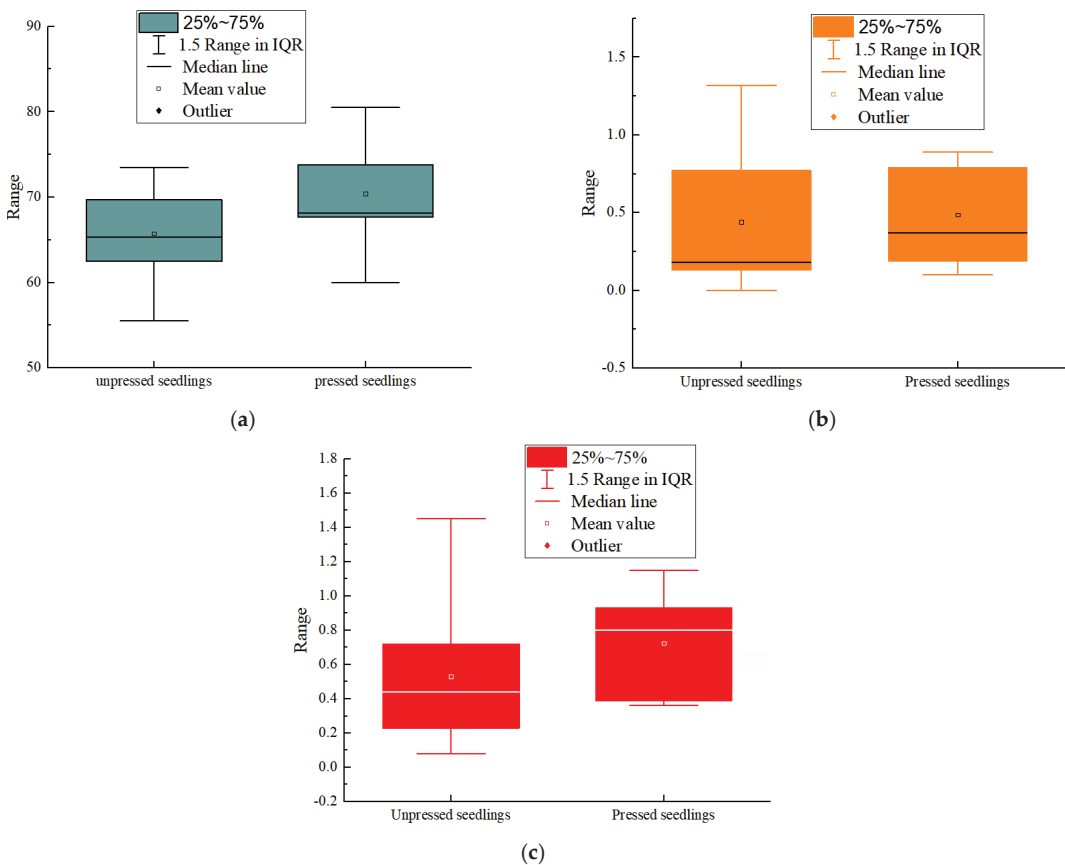 90
80
70
60
50
Range
25%~75%
1.5 Range in IQR
Median line
Mean value
Outlier
unpressed seedlings
pressed seedlings
(a)
1.5
1.0
0.5
0.0
-0.5
Range
25%~75%
1.5 Range in IQR
Median line
Mean value
Outlier
Unpressed seedlings
Pressed seedlings
(b)
1.8
1.6
1.4
1.2
1.0
0.8
0.6
0.4
0.2
0.0
-0.2
Range
25%~75%
1.5 Range in IQR
Median line
Mean value
Outlier
Unpressed seedlings
Pressed seedlings
(c)